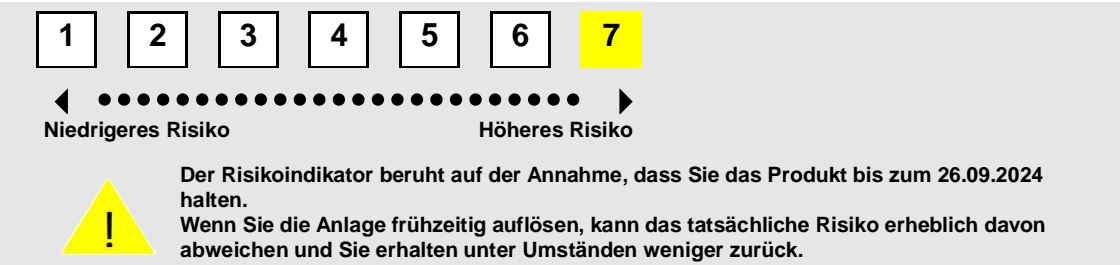 1 2 3 4 5 6 7
Niedrigeres Risiko Höheres Risiko
Der Risikoindikator beruht auf der Annahme, dass Sie das Produkt bis zum 26.09.2024
halten.
Wenn Sie die Anlage frühzeitig auflösen, kann das tatsächliche Risiko erheblich davon
abweichen und Sie erhalten unter Umständen weniger zurück.
!